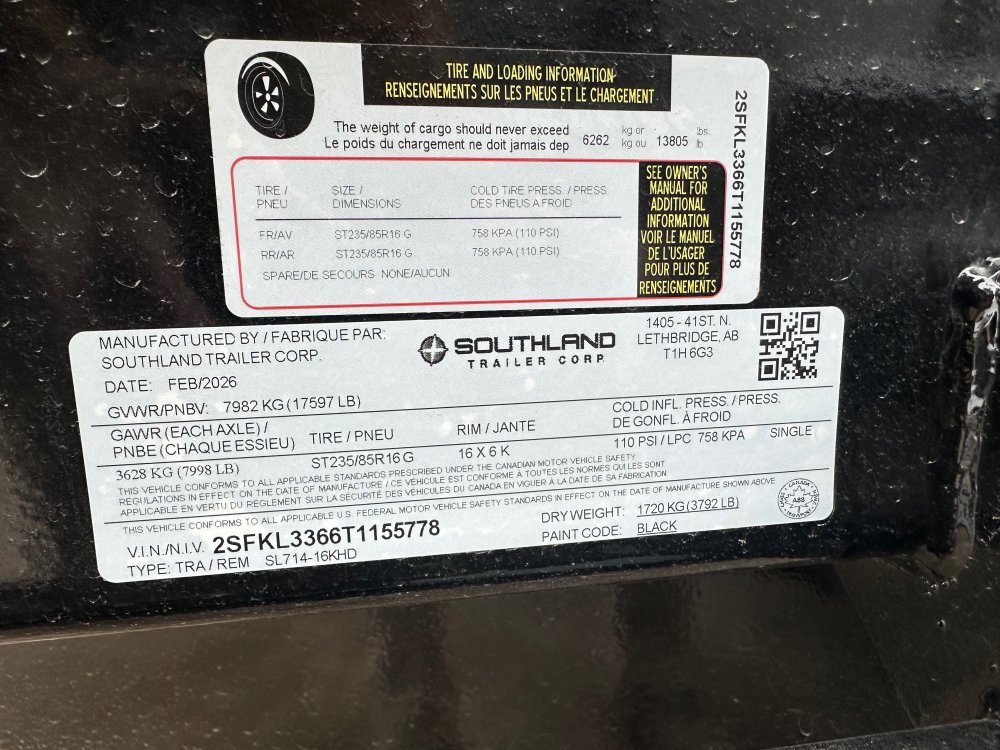 TIRE AND LOADING INFORMATION
RENSEIGNEMENTS SUR LES PNEUS ET LE CHARGEMENT
The weight of cargo should never exceed
Le poids du chargement ne doit jamais dep
6262 kg or kg ou 13805 lbs. lb
TIRE / PNEU SIZE / DIMENSIONS COLD TIRE PRESS. / PRESS. DES PNEUS A FROID
FR/AV ST235/85R16 G 758 KPA (110 PSI)
RR/AR ST235/85R16 G 758 KPA (110 PSI)
SPARE/DE SECOURS NONE/AUCUN
SEE OWNER'S
MANUAL FOR
ADDITIONAL
INFORMATION
VOIR LE MANUEL
DE L'USAGER
POUR PLUS DE
RENSEIGNEMENTS
2SFKL3366T1155778
MANUFACTURED BY / FABRIQUE PAR:
SOUTHLAND TRAILER CORP.
SOUTHLAND
TRAILER CORP.
1405 - 41ST. N.
LETHBRIDGE, AB
T1H 6G3
DATE: FEB/2026
GVWR/PNBV: 7982 KG (17597 LB)
GAWR (EACH AXLE) /
PNBE (CHAQUE ESSIEU)
TIRE / PNEU
RIM / JANTE
COLD INFL. PRESS. / PRESS.
DE GONFL. À FROID
3628 KG (7998 LB) ST235/85R16 G 16 X 6 K 110 PSI / LPC 758 KPA SINGLE
THIS VEHICLE CONFORMS TO ALL APPLICABLE STANDARDS PRESCRIBED UNDER THE CANADIAN MOTOR VEHICLE SAFETY
REGULATIONS IN EFFECT ON THE DATE OF MANUFACTURE / CE VÉHICULE EST CONFORME À TOUTES LES NORMES QUI LES SONT
APPLICABLES EN VERTU DU RÈGLEMENT SUR LA SÉCURITÉ DES VÉHICULES DU CANADA EN VIGUER À LA DATE DE SA FABRICATION
THIS VEHICLE CONFORMS TO ALL APPLICABLE U.S. FEDERAL MOTOR VEHICLE SAFETY STANDARDS IN EFFECT ON THE DATE OF MANUFACTURE SHOWN ABOVE
V.I.N./N.I.V. 2SFKL3366T1155778
TYPE: TRA / REM SL714-16KHD
DRY WEIGHT: 1720 KG (3792 LB)
PAINT CODE: BLACK
CANADA
A88